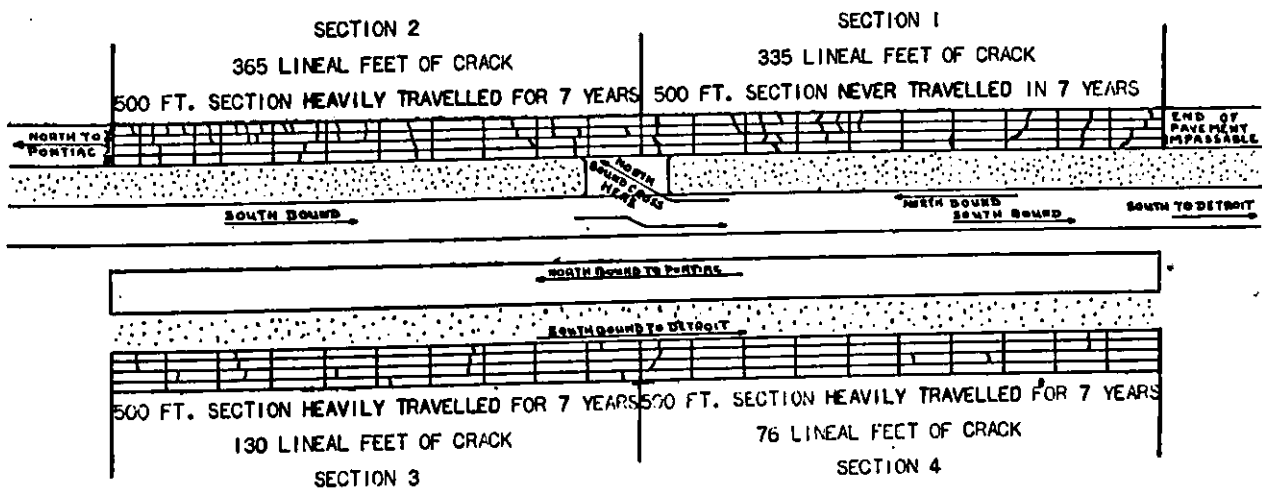 SECTION 2
365 LINEAL FEET OF CRACK
500 FT. SECTION HEAVILY TRAVELLED FOR 7 YEARS
SECTION 1
335 LINEAL FEET OF CRACK
500 FT. SECTION NEVER TRAVELLED IN 7 YEARS
NORTH TO
PONTIAC
END OF
PAVEMENT
IMPASSABLE
NORTH
BOUND CROSS
HERE
SOUTH BOUND
NORTH BOUND
SOUTH BOUND
SOUTH TO DETROIT
NORTH BOUND TO PONTIAC
SOUTH BOUND TO DETROIT
500 FT. SECTION HEAVILY TRAVELLED FOR 7 YEARS
130 LINEAL FEET OF CRACK
SECTION 3
500 FT. SECTION HEAVILY TRAVELLED FOR 7 YEARS
76 LINEAL FEET OF CRACK
SECTION 4